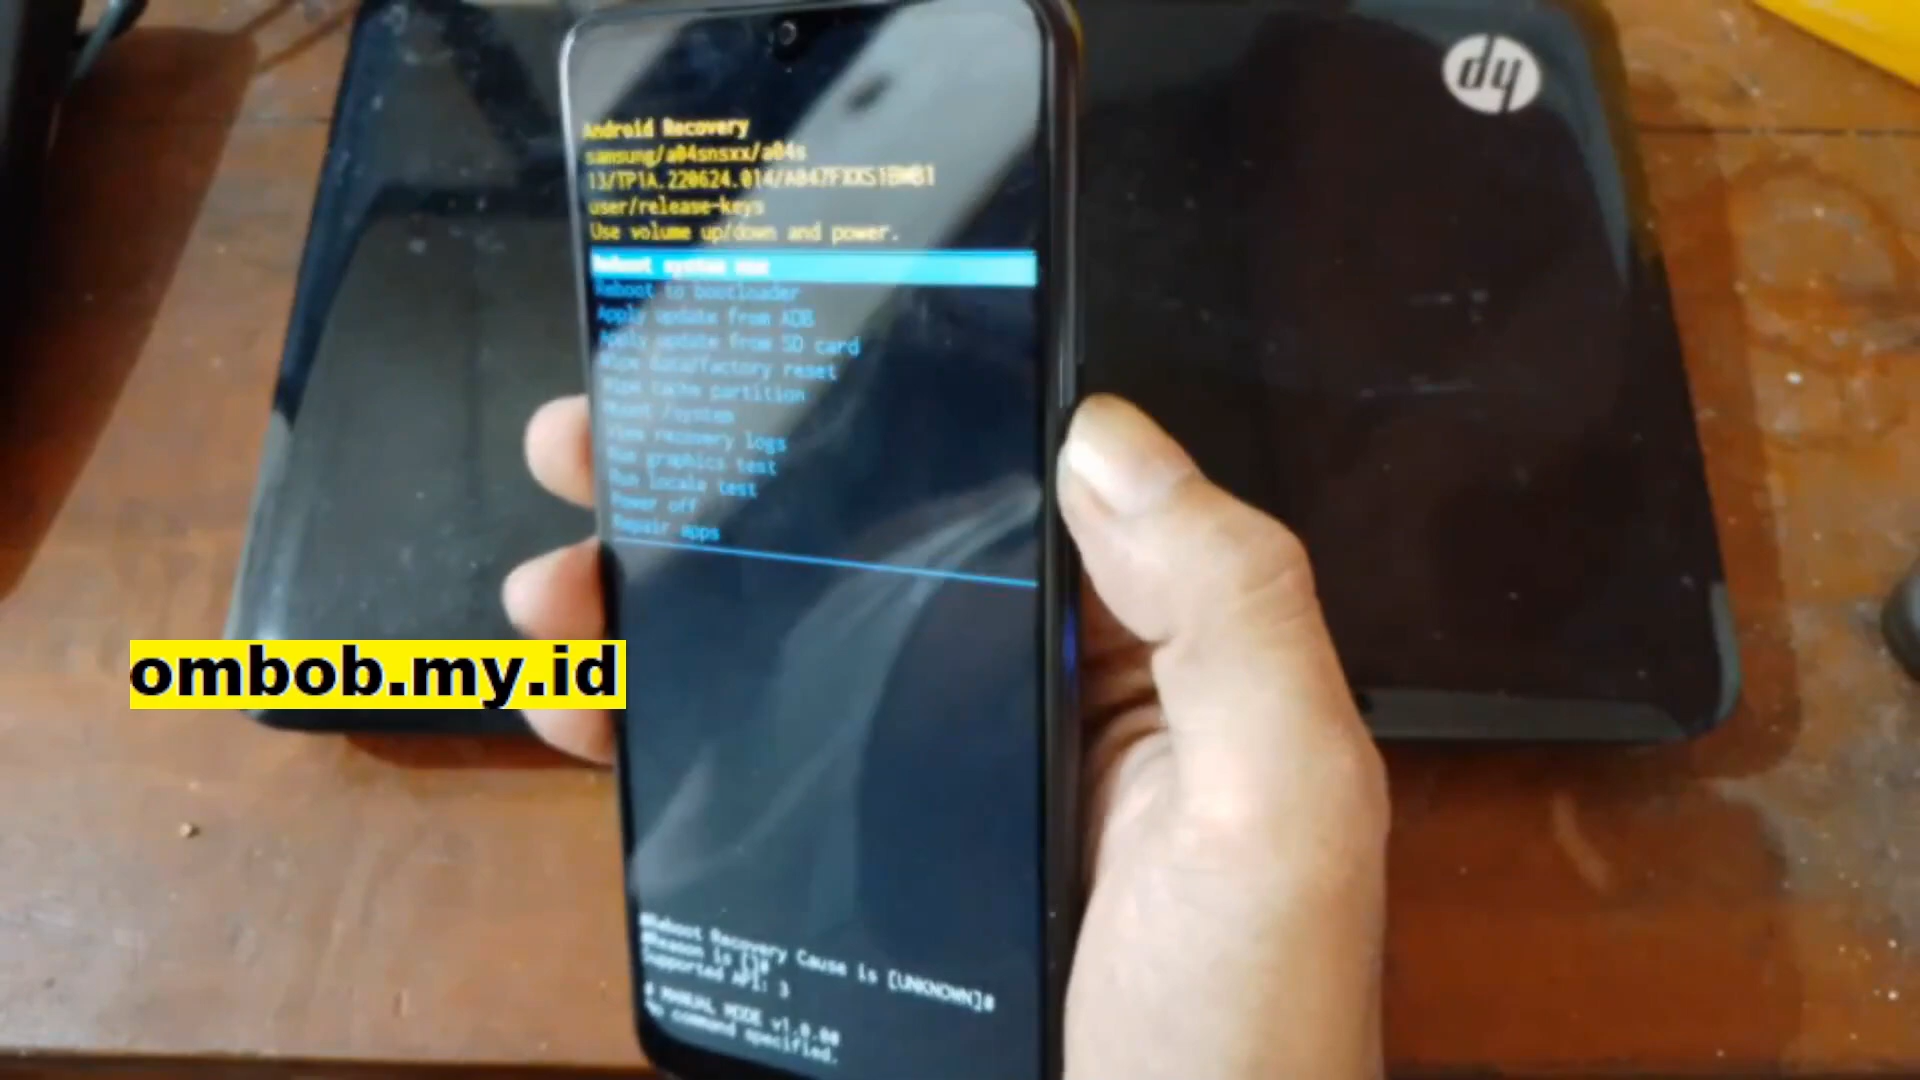 hp
Android Recovery
samsung/a04snsxx/a04s
13/TP1A.220624.014/A047FXXS1BWB1
user/release-keys
Use volume up/down and power.
Reboot system now
Reboot to bootloader
Apply update from ADB
Apply update from SD card
Wipe data/factory reset
Wipe cache partition
Mount /system
View recovery logs
Run graphics test
Run locale test
Power off
Repair apps
ombob.my.id
#Reboot Recovery Cause is [UNKNOWN]#
#Reason is []#
Supported API: 3
# MANUAL MODE v1.0.0#
No command specified.